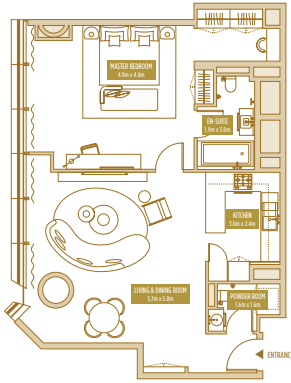 MASTER BEDROOM
4.9m x 4.6m
EN-SUITE
1.9m x 3.0m
KITCHEN
3.6m x 2.4m
LIVING & DINING ROOM
5.7m x 5.0m
POWDER ROOM
1.6m x 1.6m
ENTRANC